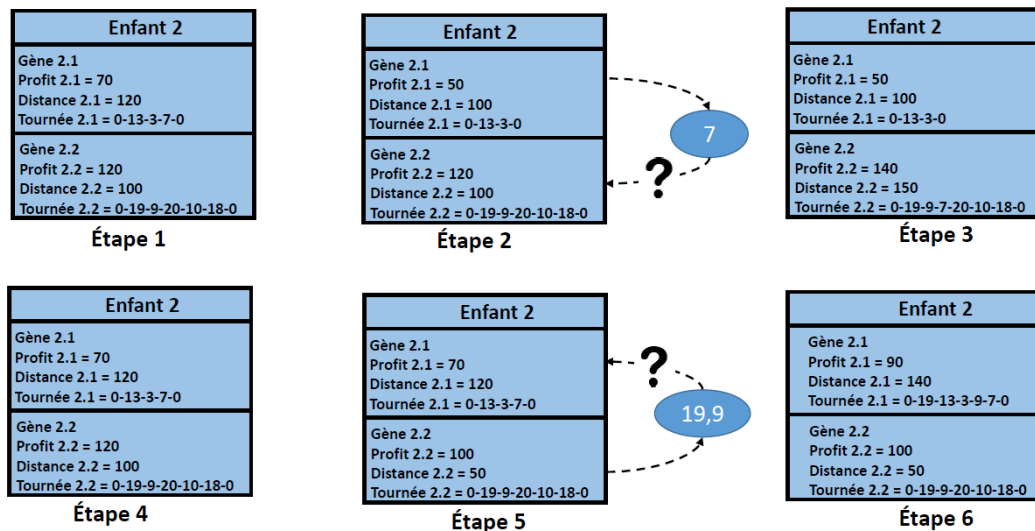 Enfant 2
Gène 2.1
Profit 2.1 = 70
Distance 2.1 = 120
Tournée 2.1 = 0-13-3-7-0
Gène 2.2
Profit 2.2 = 120
Distance 2.2 = 100
Tournée 2.2 = 0-19-9-20-10-18-0
Étape 1
Enfant 2
Gène 2.1
Profit 2.1 = 50
Distance 2.1 = 100
Tournée 2.1 = 0-13-3-0
Gène 2.2
Profit 2.2 = 120
Distance 2.2 = 100
Tournée 2.2 = 0-19-9-20-10-18-0
7
?
Étape 2
Enfant 2
Gène 2.1
Profit 2.1 = 50
Distance 2.1 = 100
Tournée 2.1 = 0-13-3-0
Gène 2.2
Profit 2.2 = 140
Distance 2.2 = 150
Tournée 2.2 = 0-19-9-7-20-10-18-0
Étape 3
Enfant 2
Gène 2.1
Profit 2.1 = 70
Distance 2.1 = 120
Tournée 2.1 = 0-13-3-7-0
Gène 2.2
Profit 2.2 = 120
Distance 2.2 = 100
Tournée 2.2 = 0-19-9-20-10-18-0
Étape 4
Enfant 2
Gène 2.1
Profit 2.1 = 70
Distance 2.1 = 120
Tournée 2.1 = 0-13-3-7-0
Gène 2.2
Profit 2.2 = 100
Distance 2.2 = 50
Tournée 2.2 = 0-19-9-20-10-18-0
?
19,9
Étape 5
Enfant 2
Gène 2.1
Profit 2.1 = 90
Distance 2.1 = 140
Tournée 2.1 = 0-19-13-3-9-7-0
Gène 2.2
Profit 2.2 = 100
Distance 2.2 = 50
Tournée 2.2 = 0-19-9-20-10-18-0
Étape 6